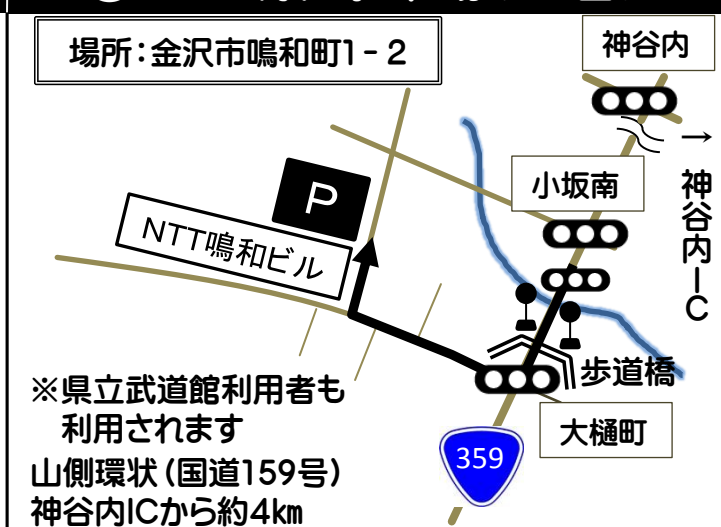 場所：金沢市鳴和町1－2
神谷内
→
神谷内IC
小坂南
P
NTT鳴和ビル
歩道橋
大樋町
359
※県立武道館利用者も
利用されます
山側環状（国道159号）
神谷内ICから約4km